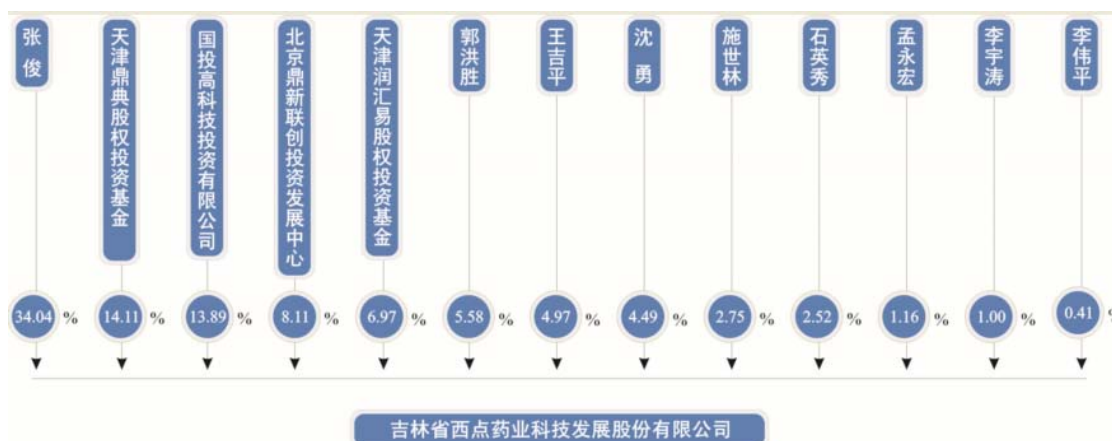 张俊
天津鼎典股权投资基金
国投高科技投资有限公司
北京鼎新联创投资发展中心
天津润汇易股权投资基金
郭洪胜
王吉平
沈勇
施世林
石英秀
孟永宏
李宇涛
李伟平
34.04 %
14.11 %
13.89 %
8.11 %
6.97 %
5.58 %
4.97 %
4.49 %
2.75 %
2.52 %
1.16 %
1.00 %
0.41 %
吉林省西点药业科技发展股份有限公司